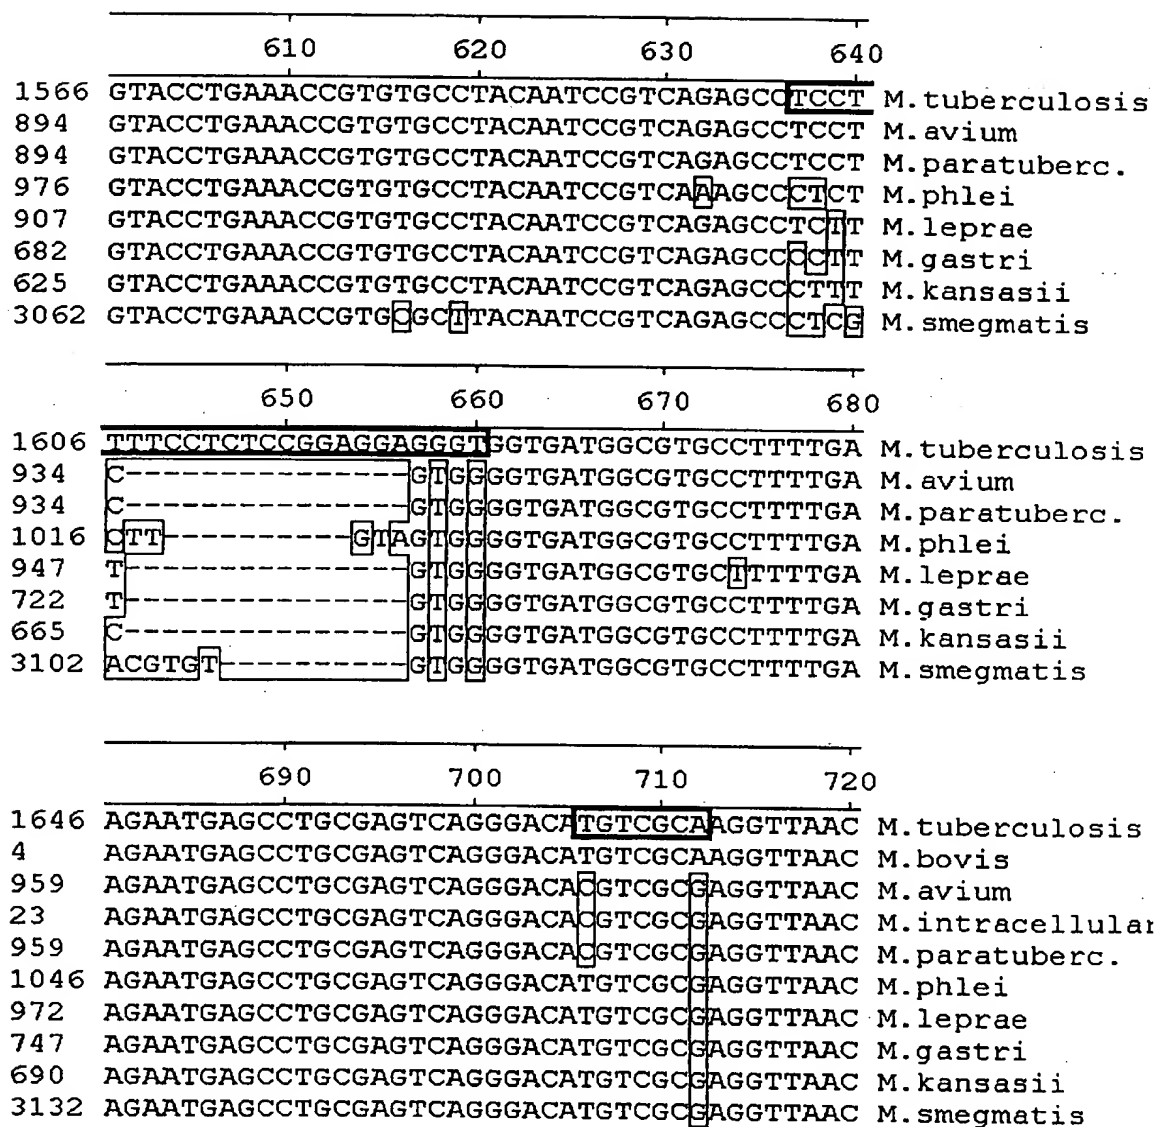 610 620 630 640
1566 GTACCTGAAACCGTGTGCCTACAATCCGTCAGAGCCTCCT M.tuberculosis
894 GTACCTGAAACCGTGTGCCTACAATCCGTCAGAGCCTCCT M.avium
894 GTACCTGAAACCGTGTGCCTACAATCCGTCAGAGCCTCCT M.paratuberc.
976 GTACCTGAAACCGTGTGCCTACAATCCGTCAAAGCCCTCT M.phlei
907 GTACCTGAAACCGTGTGCCTACAATCCGTCAGAGCCTCTT M.leprae
682 GTACCTGAAACCGTGTGCCTACAATCCGTCAGAGCCCCTT M.gastri
625 GTACCTGAAACCGTGTGCCTACAATCCGTCAGAGCCCTTT M.kansasii
3062 GTACCTGAAACCGTGCGCTTACAATCCGTCAGAGCCCTCG M.smegmatis
650 660 670 680
1606 TTTCCTCTCCGGAGGAGGGTGGTGATGGCGTGCCTTTTGA M.tuberculosis
934 C---------------GTGGGGTGATGGCGTGCCTTTTGA M.avium
934 C---------------GTGGGGTGATGGCGTGCCTTTTGA M.paratuberc.
1016 CTT----------GTAGTGGGGTGATGGCGTGCCTTTTGA M.phlei
947 T---------------GTGGGGTGATGGCGTGCTTTTTGA M.leprae
722 T---------------GTGGGGTGATGGCGTGCCTTTTGA M.gastri
665 C---------------GTGGGGTGATGGCGTGCCTTTTGA M.kansasii
3102 ACGTGT----------GTGGGGTGATGGCGTGCCTTTTGA M.smegmatis
690 700 710 720
1646 AGAATGAGCCTGCGAGTCAGGGACATGTCGCAAGGTTAAC M.tuberculosis
4 AGAATGAGCCTGCGAGTCAGGGACATGTCGCAAGGTTAAC M.bovis
959 AGAATGAGCCTGCGAGTCAGGGACACGTCGCGAGGTTAAC M.avium
23 AGAATGAGCCTGCGAGTCAGGGACACGTCGCGAGGTTAAC M.intracellular
959 AGAATGAGCCTGCGAGTCAGGGACACGTCGCGAGGTTAAC M.paratuberc.
1046 AGAATGAGCCTGCGAGTCAGGGACATGTCGCGAGGTTAAC M.phlei
972 AGAATGAGCCTGCGAGTCAGGGACATGTCGCGAGGTTAAC M.leprae
747 AGAATGAGCCTGCGAGTCAGGGACATGTCGCGAGGTTAAC M.gastri
690 AGAATGAGCCTGCGAGTCAGGGACATGTCGCGAGGTTAAC M.kansasii
3132 AGAATGAGCCTGCGAGTCAGGGACATGTCGCGAGGTTAAC M.smegmatis